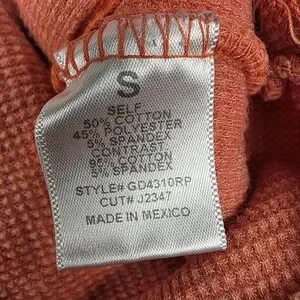 S
SELF
50% COTTON
45% POLYESTER
5% SPANDEX
CONTRAST
95% COTTON
5% SPANDEX
STYLE# GD4310RP
CUT# J2347
MADE IN MEXICO